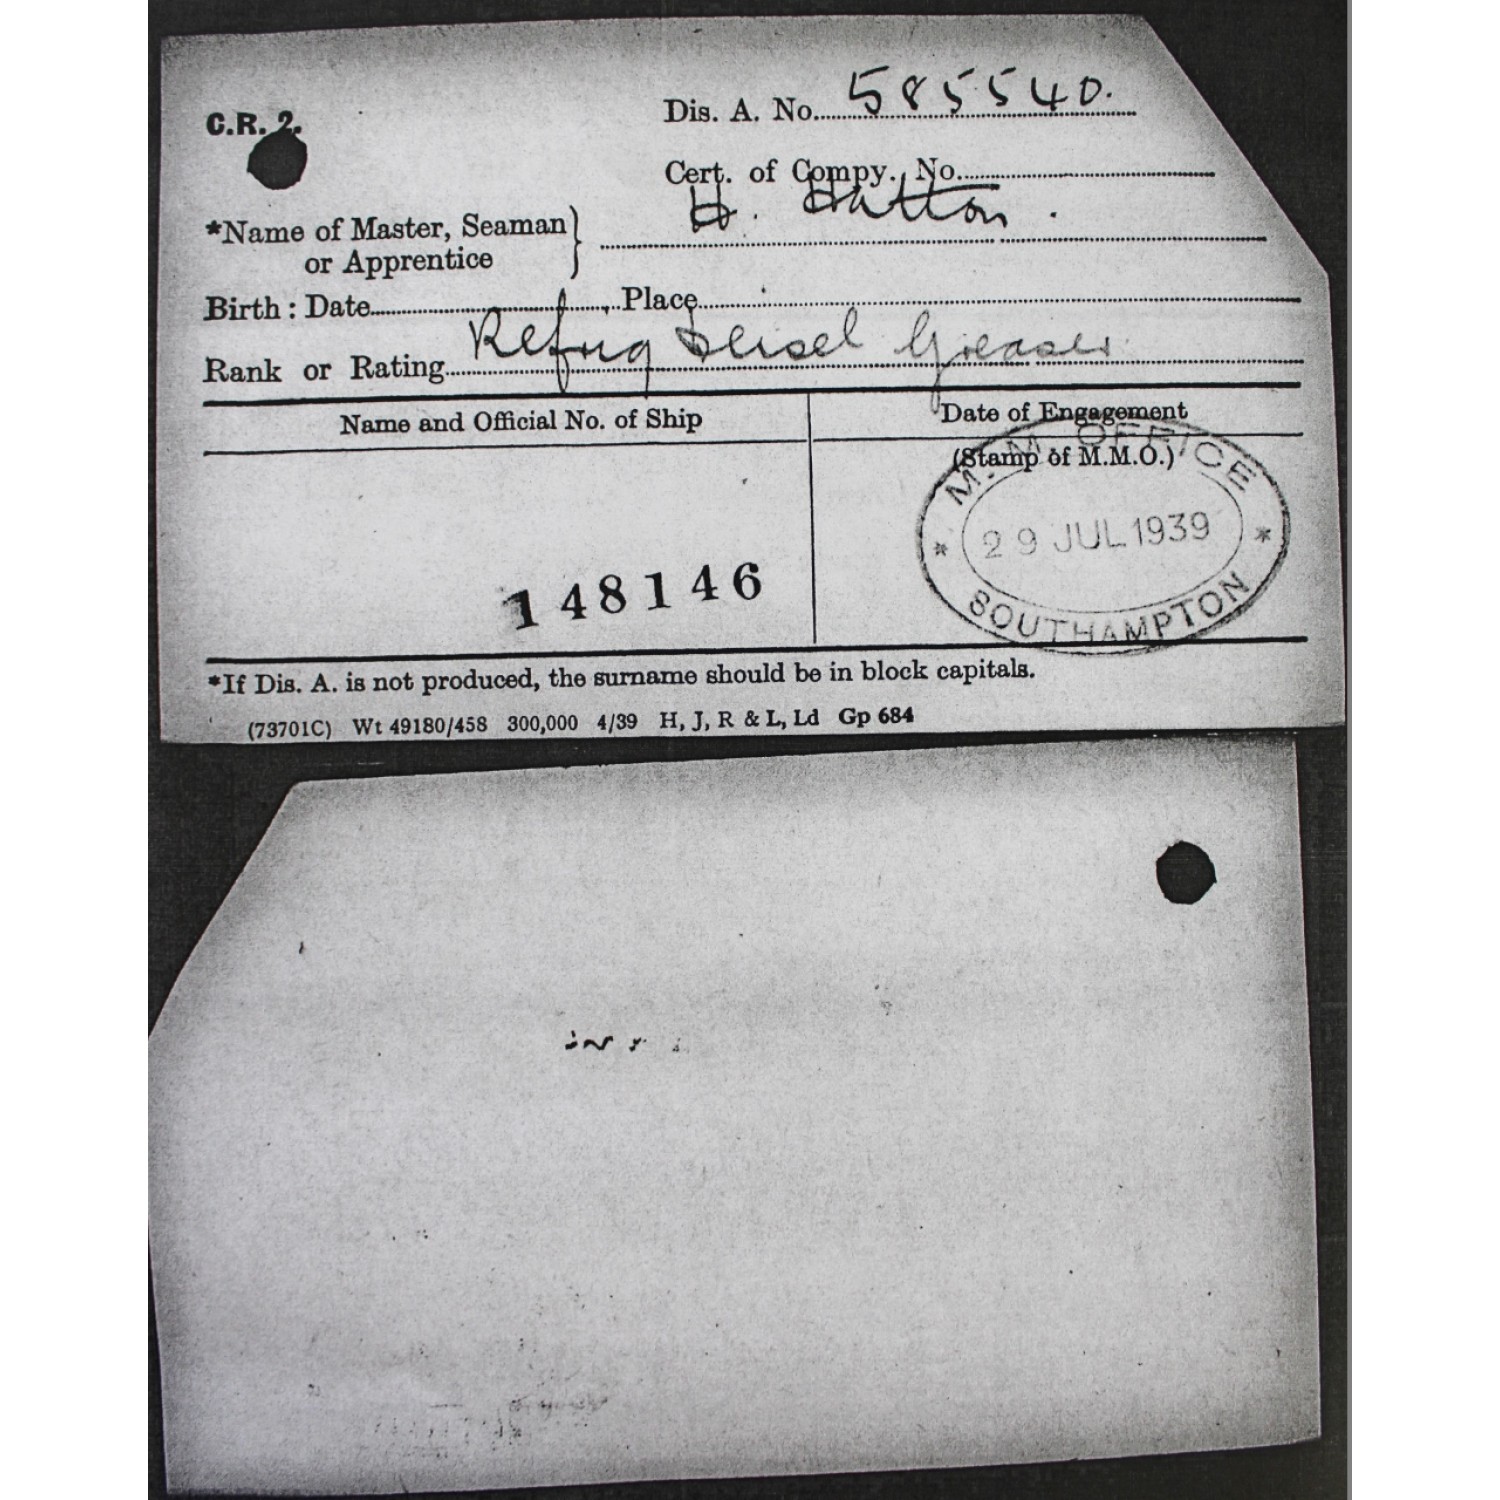 C.R. 2.
Dis. A. No. 585540.
Cert. of Compy. No.
*Name of Master, Seaman or Apprentice } H. Hatton.
Birth: Date Place
Rank or Rating Refrig Deisel Greaser
Name and Official No. of Ship
Date of Engagement
(Stamp of M.M.O.)
M.M. OFFICE
* 29 JUL 1939 *
SOUTHAMPTON
148146
*If Dis. A. is not produced, the surname should be in block capitals.
(73701C) Wt 49180/458 300,000 4/39 H, J, R & L, Ld Gp 684